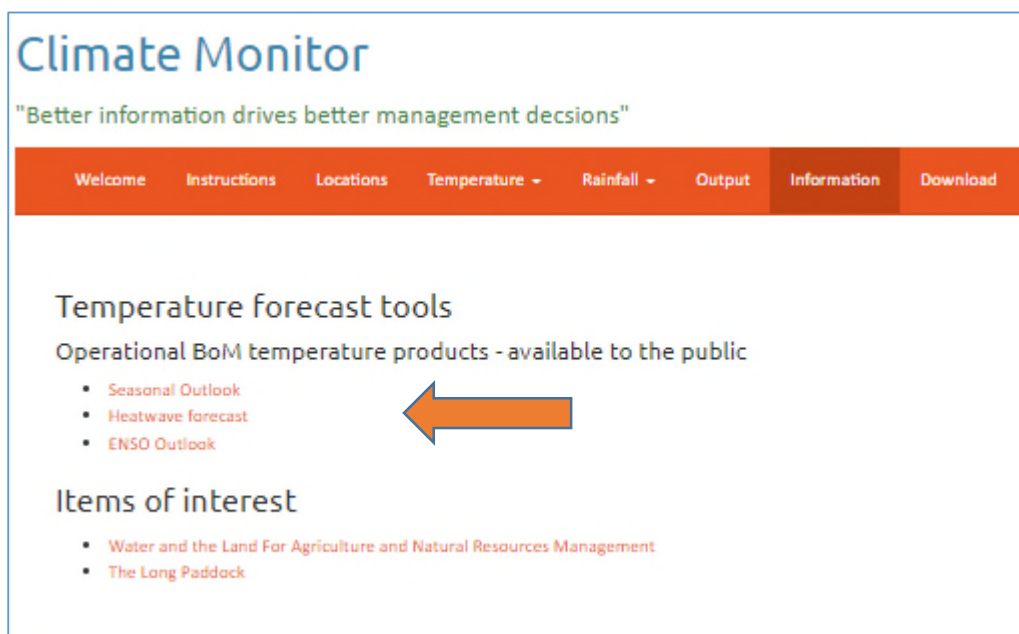 Climate Monitor
"Better information drives better management decsions"
Welcome Instructions Locations Temperature Rainfall Output Information Download
Temperature forecast tools
Operational BoM temperature products - available to the public
Seasonal Outlook
Heatwave forecast
ENSO Outlook
Items of interest
Water and the Land For Agriculture and Natural Resources Management
The Long Paddock